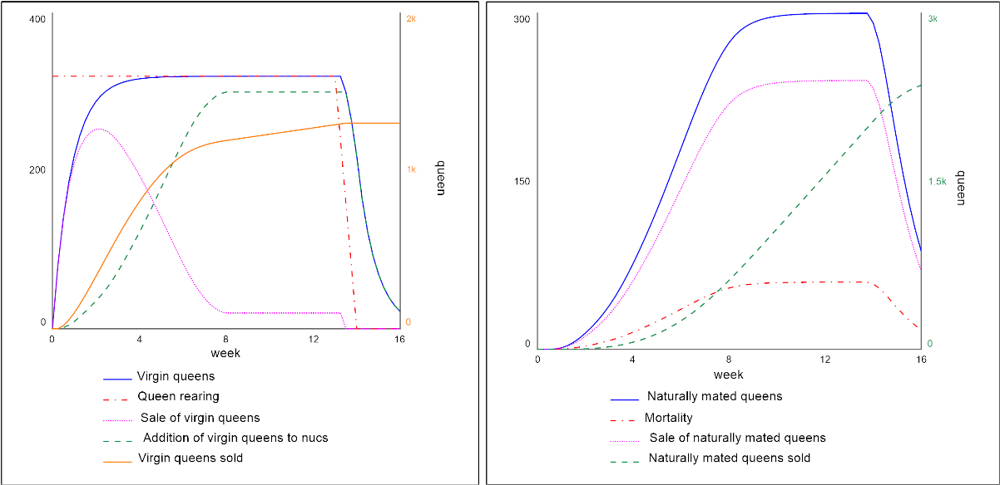 400
2k
200
1k
queen
0
0
0
4
8
12
16
week
Virgin queens
Queen rearing
Sale of virgin queens
Addition of virgin queens to nucs
Virgin queens sold
300
3k
150
1.5k
queen
0
0
0
4
8
12
16
week
Naturally mated queens
Mortality
Sale of naturally mated queens
Naturally mated queens sold